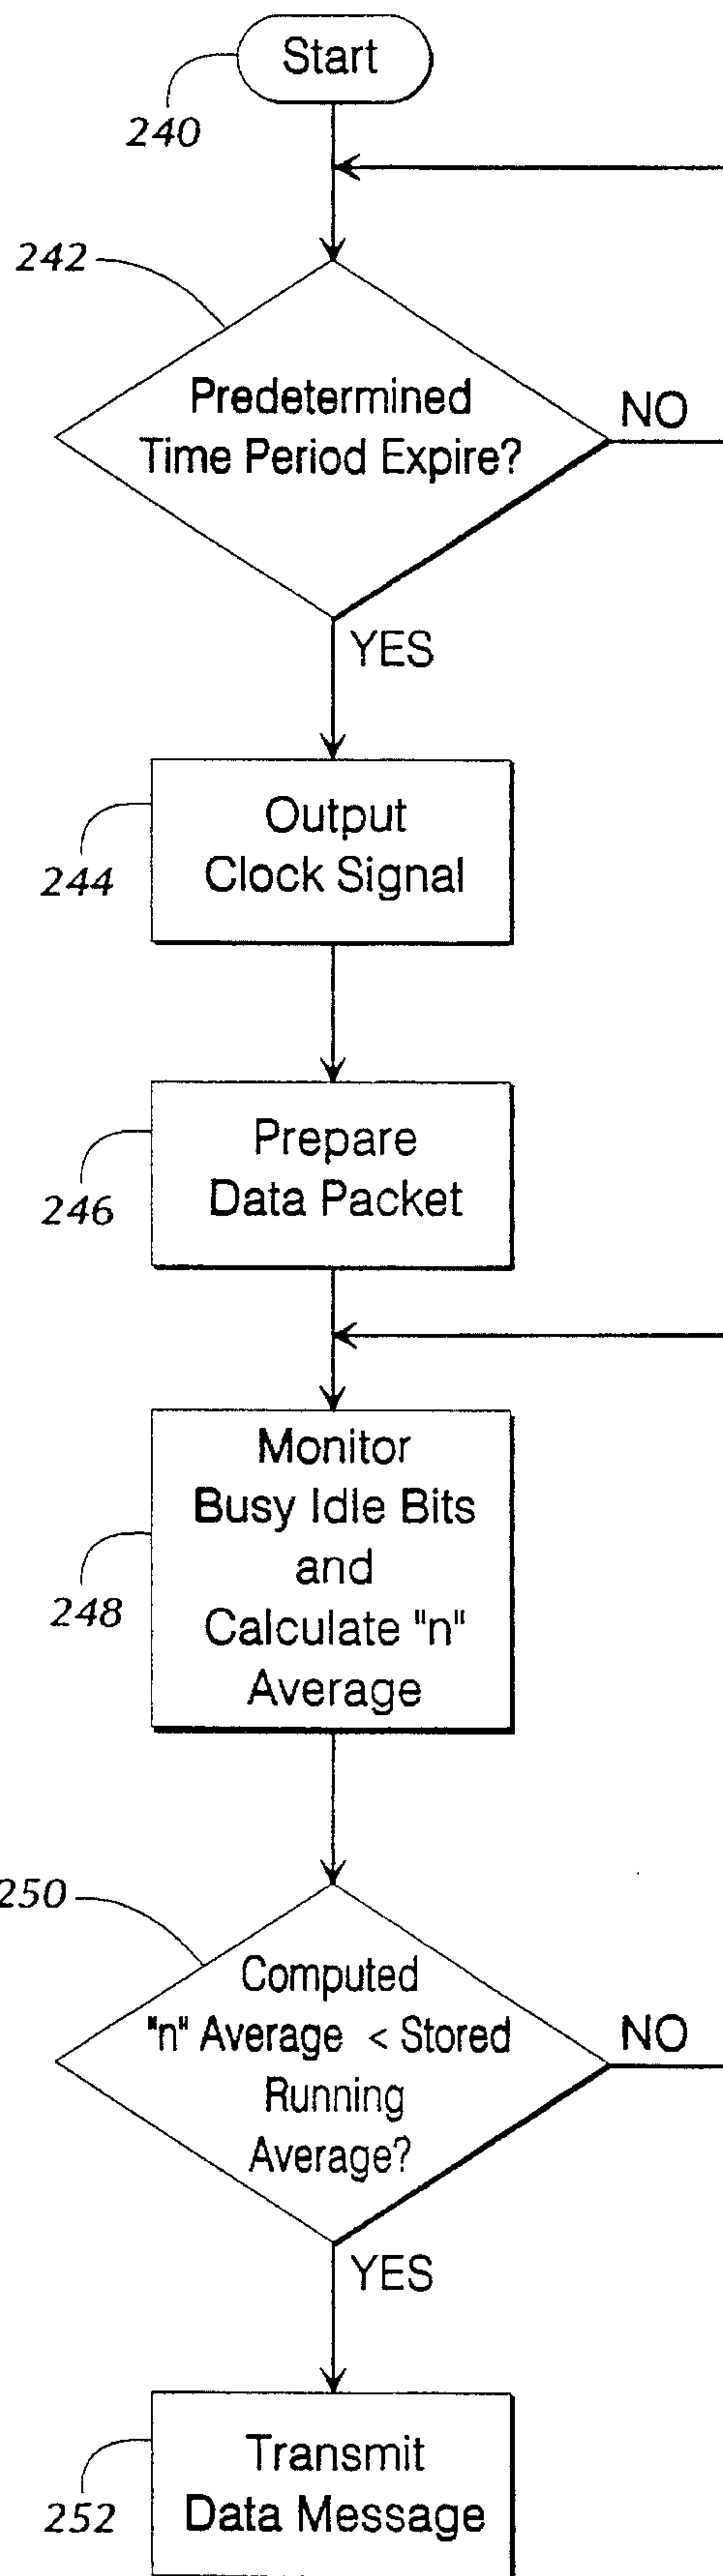 Start
240
242
Predetermined
Time Period Expire?
NO
YES
Output
Clock Signal
244
Prepare
Data Packet
246
Monitor
Busy Idle Bits
and
Calculate "n"
Average
248
250
Computed
"n" Average < Stored
Running
Average?
NO
YES
Transmit
Data Message
252